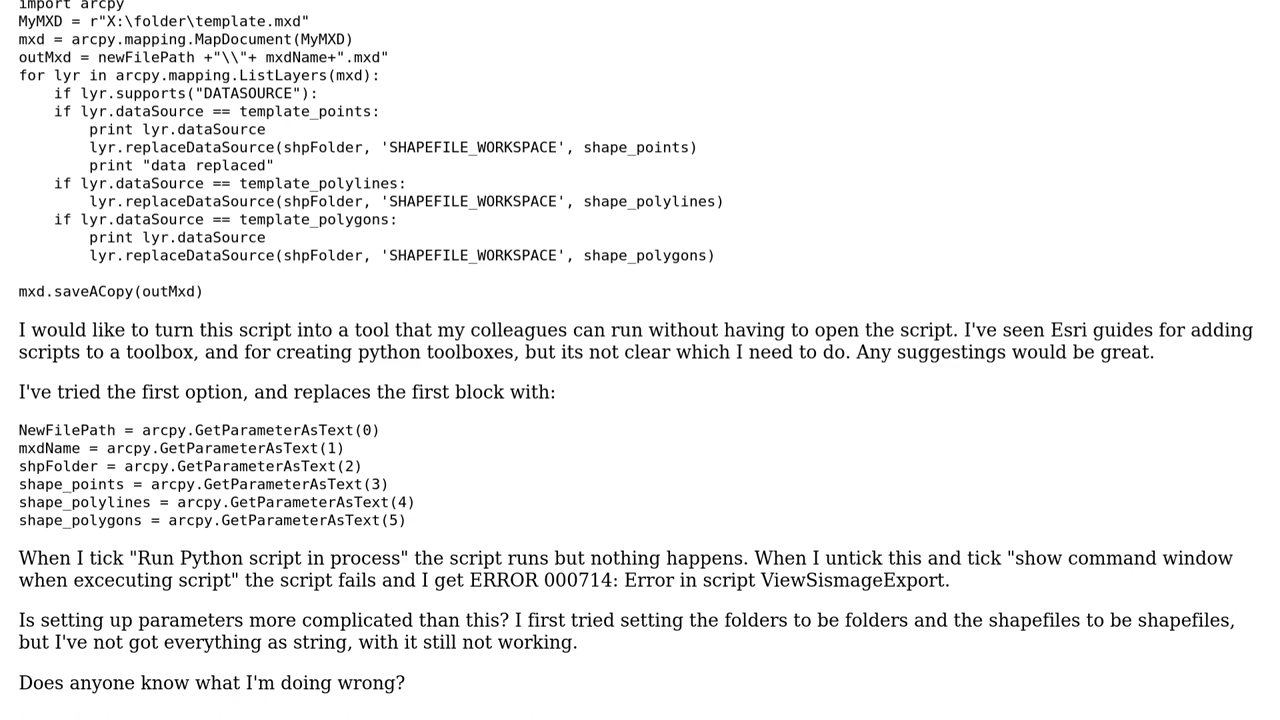 import arcpy
MyMXD = r"X:\folder\template.mxd"
mxd = arcpy.mapping.MapDocument(MyMXD)
outMxd = newFilePath +"\\"+ mxdName+".mxd"
for lyr in arcpy.mapping.ListLayers(mxd):
    if lyr.supports("DATASOURCE"):
    if lyr.dataSource == template_points:
        print lyr.dataSource
        lyr.replaceDataSource(shpFolder, 'SHAPEFILE_WORKSPACE', shape_points)
        print "data replaced"
    if lyr.dataSource == template_polylines:
        lyr.replaceDataSource(shpFolder, 'SHAPEFILE_WORKSPACE', shape_polylines)
    if lyr.dataSource == template_polygons:
        print lyr.dataSource
        lyr.replaceDataSource(shpFolder, 'SHAPEFILE_WORKSPACE', shape_polygons)
mxd.saveACopy(outMxd)
I would like to turn this script into a tool that my colleagues can run without having to open the script. I've seen Esri guides for adding
scripts to a toolbox, and for creating python toolboxes, but its not clear which I need to do. Any suggestings would be great.
I've tried the first option, and replaces the first block with:
NewFilePath = arcpy.GetParameterAsText(0)
mxdName = arcpy.GetParameterAsText(1)
shpFolder = arcpy.GetParameterAsText(2)
shape_points = arcpy.GetParameterAsText(3)
shape_polylines = arcpy.GetParameterAsText(4)
shape_polygons = arcpy.GetParameterAsText(5)
When I tick "Run Python script in process" the script runs but nothing happens. When I untick this and tick "show command window
when excecuting script" the script fails and I get ERROR 000714: Error in script ViewSismageExport.
Is setting up parameters more complicated than this? I first tried setting the folders to be folders and the shapefiles to be shapefiles,
but I've not got everything as string, with it still not working.
Does anyone know what I'm doing wrong?